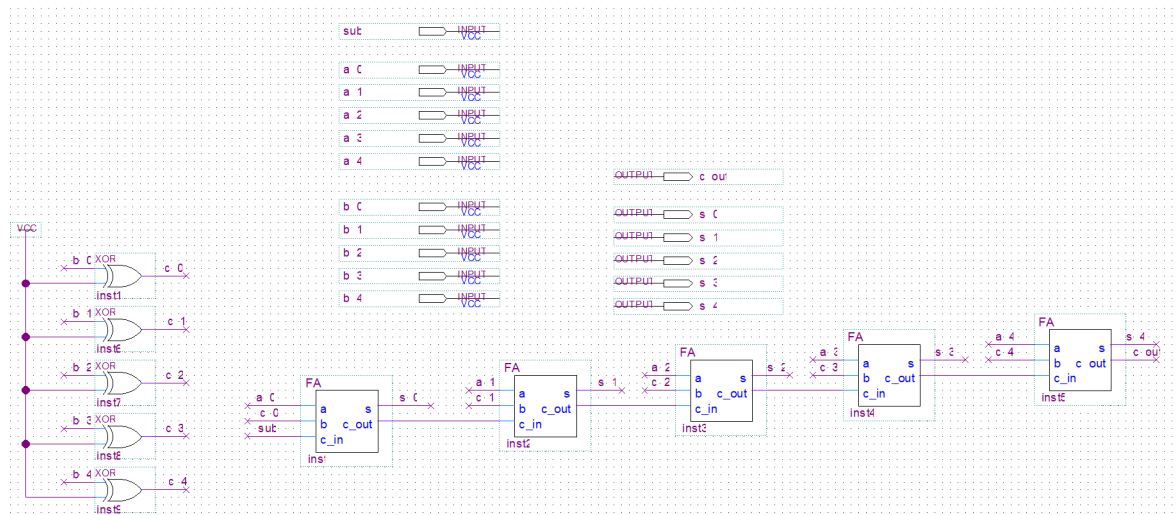 sub INPUT VCC
a 0 INPUT VCC
a 1 INPUT VCC
a 2 INPUT VCC
a 3 INPUT VCC
a 4 INPUT VCC
b 0 INPUT VCC
b 1 INPUT VCC
b 2 INPUT VCC
b 3 INPUT VCC
b 4 INPUT VCC
OUTPUT c out
OUTPUT s 0
OUTPUT s 1
OUTPUT s 2
OUTPUT s 3
OUTPUT s 4
VCC
b 0 XOR c 0
inst1
b 1 XOR c 1
inst6
b 2 XOR c 2
inst7
b 3 XOR c 3
inst8
b 4 XOR c 4
inst9
FA
a 0 a s s 0
c 0 b c_out
sub c_in
inst
FA
a 1 a s s 1
c 1 b c_out
c_in
inst2
FA
a 2 a s s 2
c 2 b c_out
c_in
inst3
FA
a 3 a s s 3
c 3 b c_out
c_in
inst4
FA
a 4 a s s 4
c 4 b c_out c out
c_in
inst5